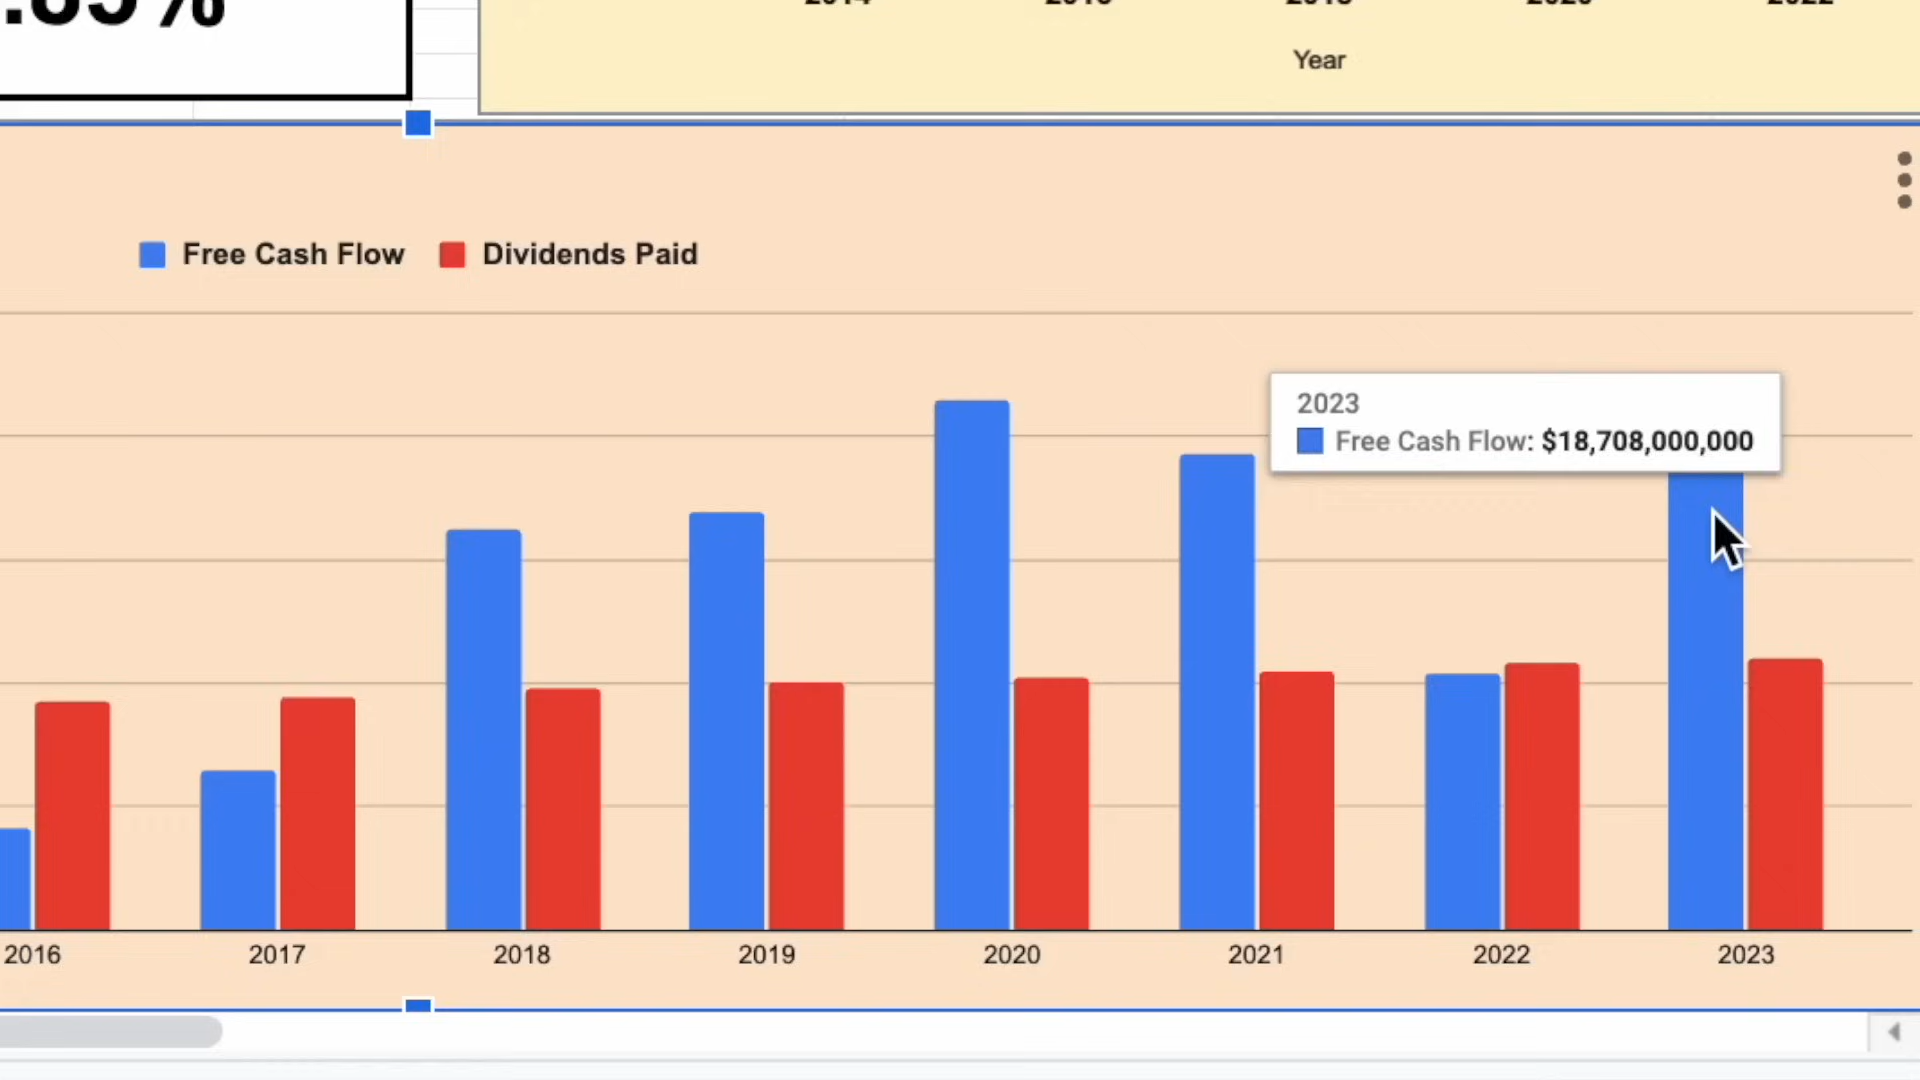 Year
Free Cash Flow Dividends Paid
2023
Free Cash Flow: $18,708,000,000
2016 2017 2018 2019 2020 2021 2022 2023